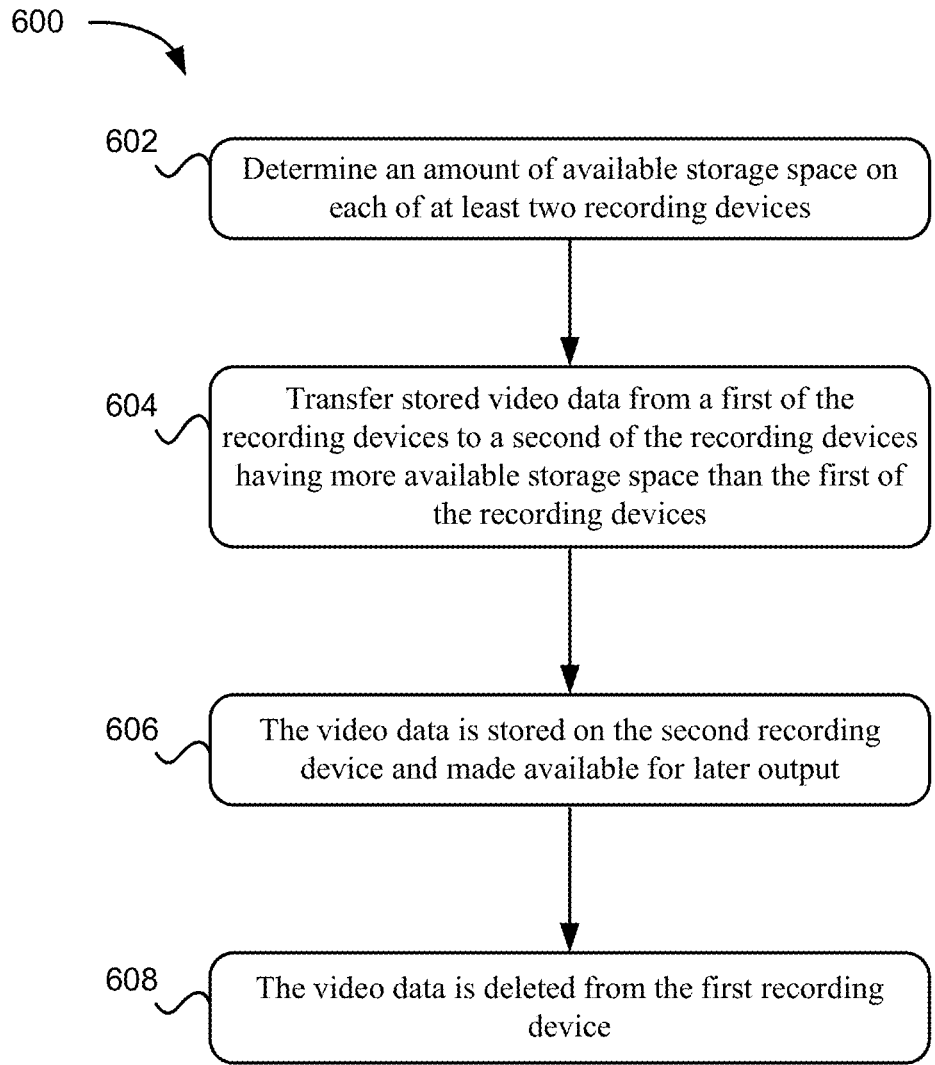 600
602
Determine an amount of available storage space on
each of at least two recording devices
604
Transfer stored video data from a first of the
recording devices to a second of the recording devices
having more available storage space than the first of
the recording devices
606
The video data is stored on the second recording
device and made available for later output
608
The video data is deleted from the first recording
device